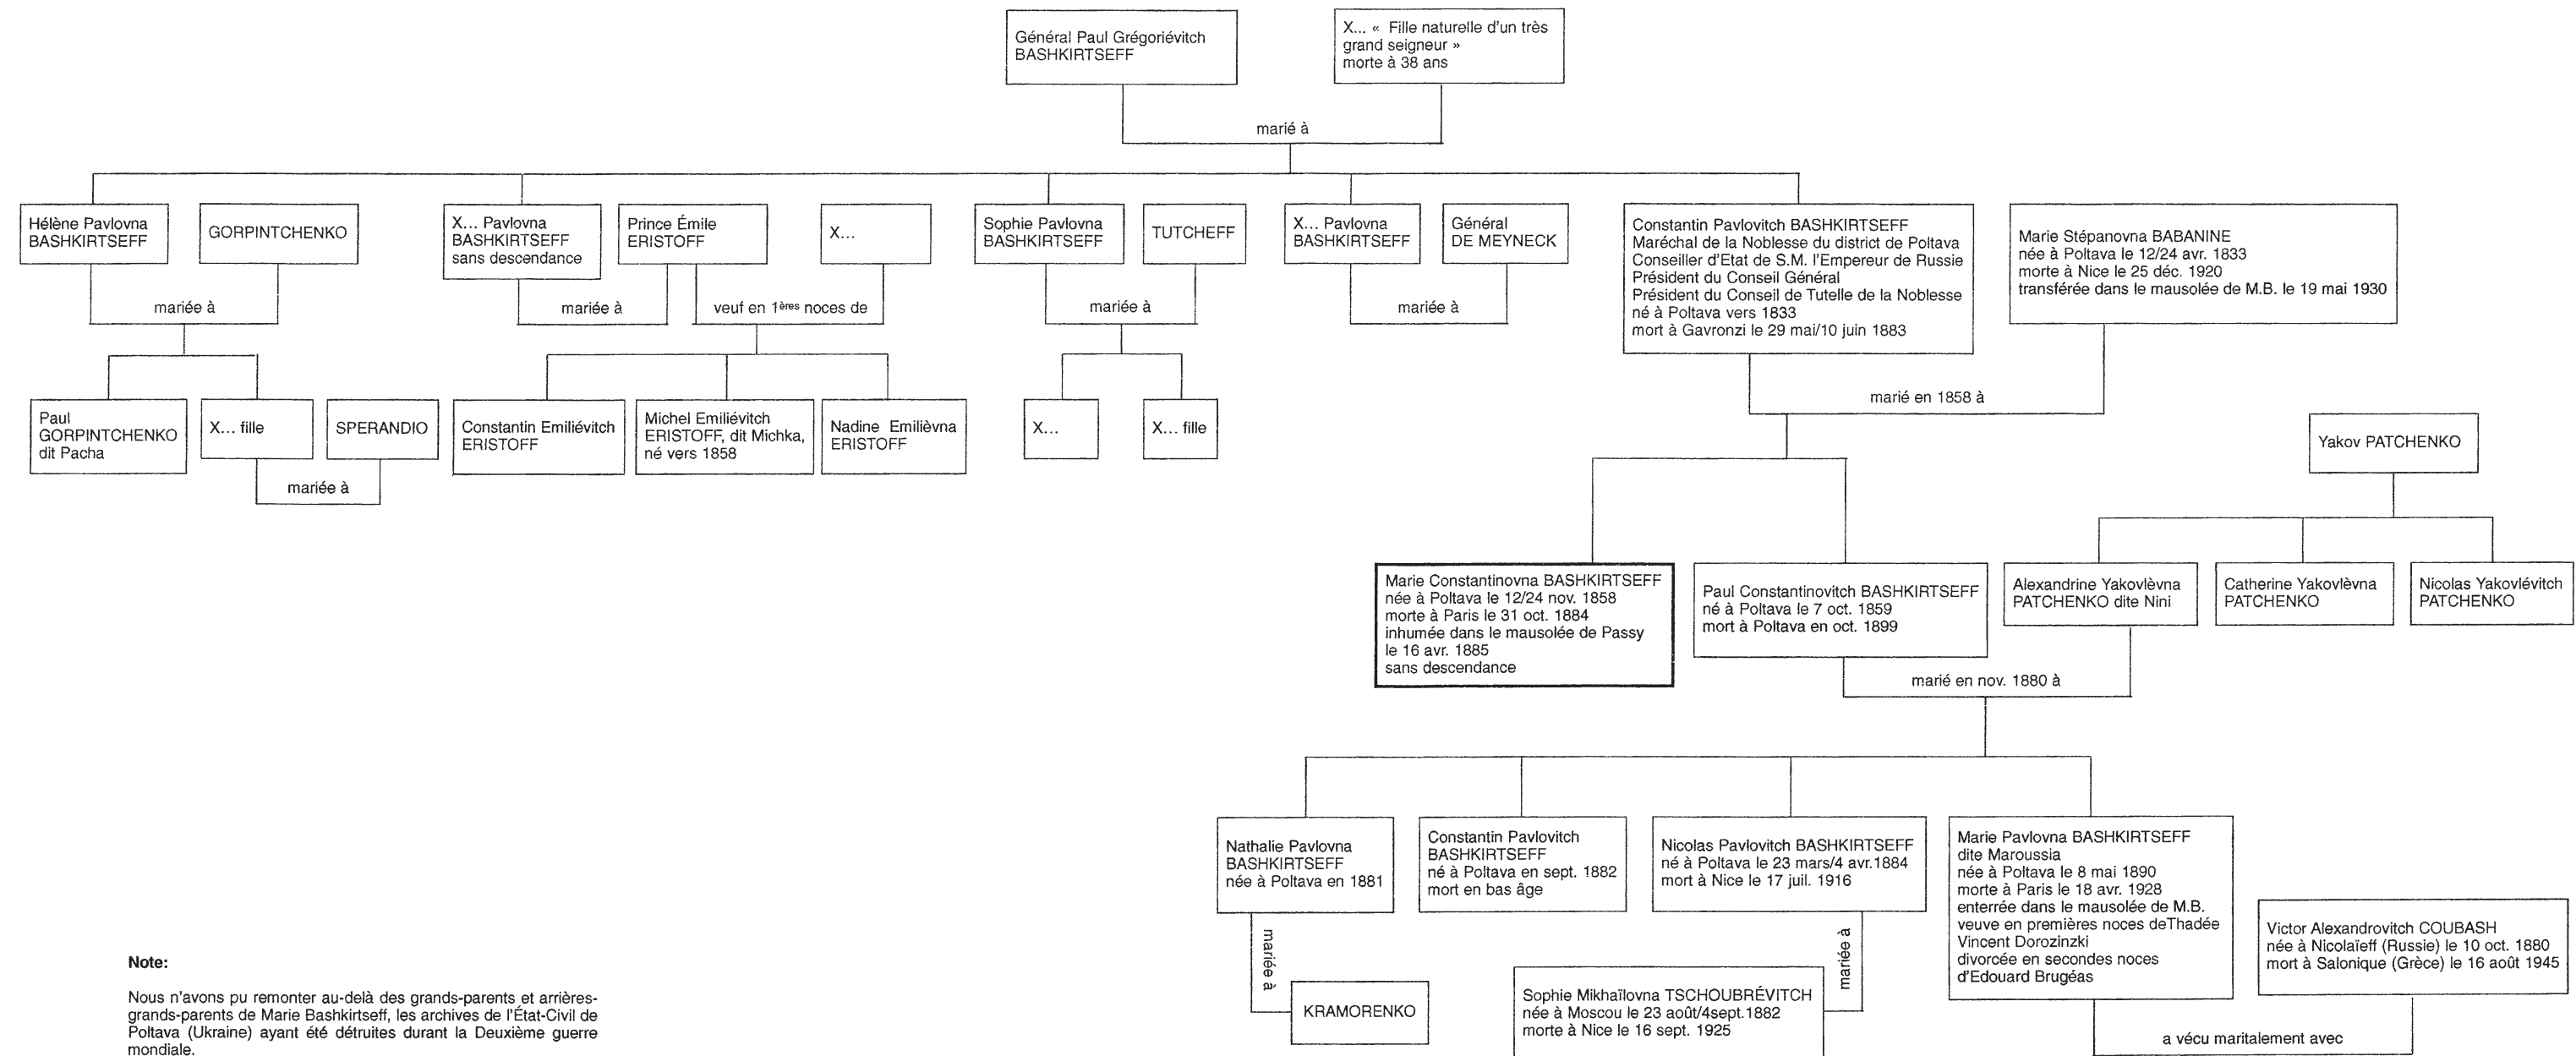 Général Paul Grégoriévitch
BASHKIRTSEFF
X... « Fille naturelle d'un très
grand seigneur »
morte à 38 ans
marié à
Hélène Pavlovna
BASHKIRTSEFF
GORPINTCHENKO
X... Pavlovna
BASHKIRTSEFF
sans descendance
Prince Émile
ERISTOFF
X...
Sophie Pavlovna
BASHKIRTSEFF
TUTCHEFF
X... Pavlovna
BASHKIRTSEFF
Général
DE MEYNECK
Constantin Pavlovitch BASHKIRTSEFF
Maréchal de la Noblesse du district de Poltava
Conseiller d'Etat de S.M. l'Empereur de Russie
Président du Conseil Général
Président du Conseil de Tutelle de la Noblesse
né à Poltava vers 1833
mort à Gavronzi le 29 mai/10 juin 1883
Marie Stépanovna BABANINE
née à Poltava le 12/24 avr. 1833
morte à Nice le 25 déc. 1920
transférée dans le mausolée de M.B. le 19 mai 1930
mariée à
mariée à
veuf en 1ères noces de
mariée à
mariée à
marié en 1858 à
Paul
GORPINTCHENKO
dit Pacha
X... fille
SPERANDIO
Constantin Emiliévitch
ERISTOFF
Michel Emiliévitch
ERISTOFF, dit Michka,
né vers 1858
Nadine Emilièvna
ERISTOFF
X...
X... fille
mariée à
Yakov PATCHENKO
Marie Constantinovna BASHKIRTSEFF
née à Poltava le 12/24 nov. 1858
morte à Paris le 31 oct. 1884
inhumée dans le mausolée de Passy
le 16 avr. 1885
sans descendance
Paul Constantinovitch BASHKIRTSEFF
né à Poltava le 7 oct. 1859
mort à Poltava en oct. 1899
Alexandrine Yakovlèvna
PATCHENKO dite Nini
Catherine Yakovlèvna
PATCHENKO
Nicolas Yakovlévitch
PATCHENKO
marié en nov. 1880 à
Nathalie Pavlovna
BASHKIRTSEFF
née à Poltava en 1881
Constantin Pavlovitch
BASHKIRTSEFF
né à Poltava en sept. 1882
mort en bas âge
Nicolas Pavlovitch BASHKIRTSEFF
né à Poltava le 23 mars/4 avr.1884
mort à Nice le 17 juil. 1916
Marie Pavlovna BASHKIRTSEFF
dite Maroussia
née à Poltava le 8 mai 1890
morte à Paris le 18 avr. 1928
enterrée dans le mausolée de M.B.
veuve en premières noces deThadée
Vincent Dorozinzki
divorcée en secondes noces
d'Edouard Brugéas
Victor Alexandrovitch COUBASH
née à Nicolaïeff (Russie) le 10 oct. 1880
mort à Salonique (Grèce) le 16 août 1945
mariée à
KRAMORENKO
mariée à
Sophie Mikhaïlovna TSCHOUBRÉVITCH
née à Moscou le 23 août/4sept.1882
morte à Nice le 16 sept. 1925
a vécu maritalement avec
Note:
Nous n'avons pu remonter au-delà des grands-parents et arrières-
grands-parents de Marie Bashkirtseff, les archives de l'État-Civil de
Poltava (Ukraine) ayant été détruites durant la Deuxième guerre
mondiale.